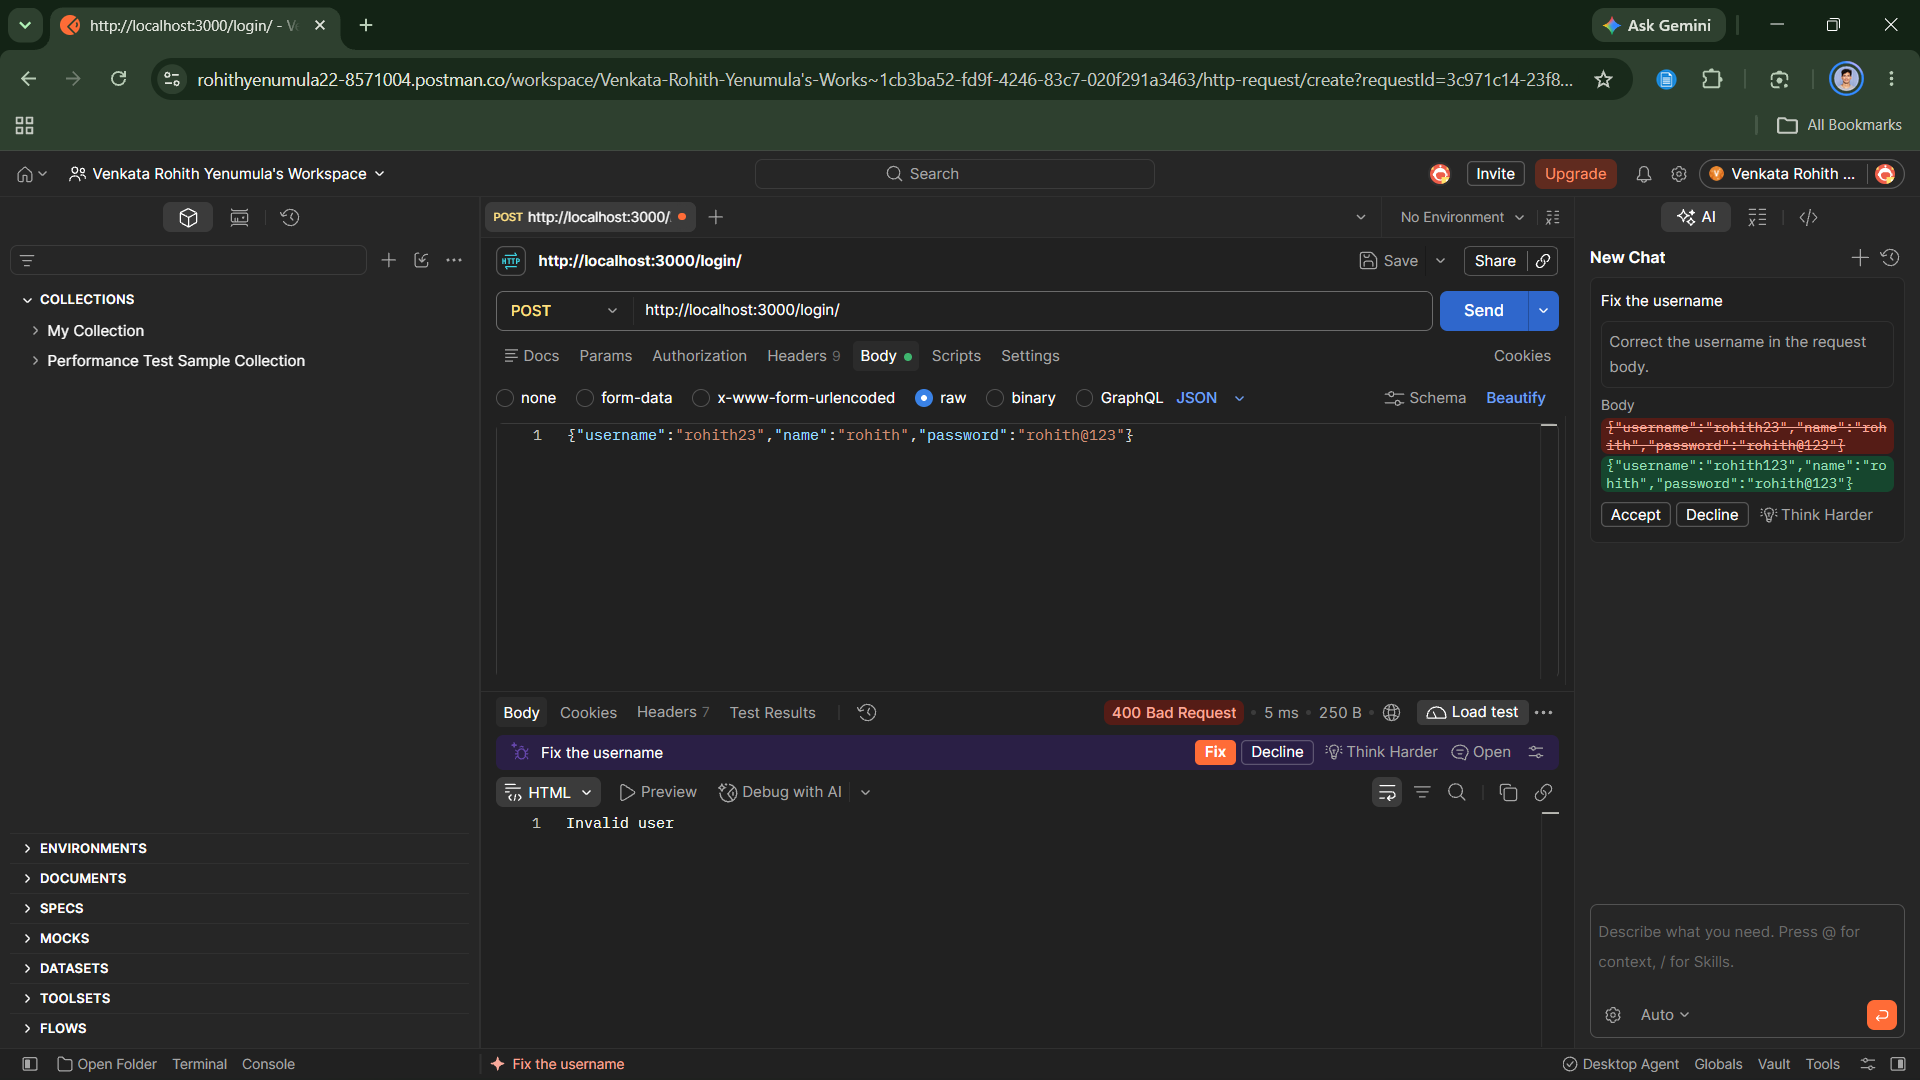 http://localhost:3000/login/ - V
Ask Gemini
rohithyenumula22-8571004.postman.co/workspace/Venkata-Rohith-Yenumula's-Works~1cb3ba52-fd9f-4246-83c7-020f291a3463/http-request/create?requestId=3c971c14-23f8...
All Bookmarks
Venkata Rohith Yenumula's Workspace
Search
Invite
Upgrade
V
Venkata Rohith ...
POST http://localhost:3000/
No Environment
AI
HTTP
http://localhost:3000/login/
Save
Share
New Chat
COLLECTIONS
My Collection
Performance Test Sample Collection
POST
http://localhost:3000/login/
Send
Fix the username
Correct the username in the request
body.
Docs
Params
Authorization
Headers 9
Body
Scripts
Settings
Cookies
none
form-data
x-www-form-urlencoded
raw
binary
GraphQL
JSON
Schema
Beautify
1 {"username":"rohith23","name":"rohith","password":"rohith@123"}
Body
{"username":"rohith23","name":"roh
ith","password":"rohith@123"}
{"username":"rohith123","name":"ro
hith","password":"rohith@123"}
Accept
Decline
Think Harder
Body
Cookies
Headers 7
Test Results
400 Bad Request
5 ms
250 B
Load test
Fix the username
Fix
Decline
Think Harder
Open
HTML
Preview
Debug with AI
1 Invalid user
ENVIRONMENTS
DOCUMENTS
SPECS
MOCKS
DATASETS
TOOLSETS
FLOWS
Describe what you need. Press @ for
context, / for Skills.
Auto
Open Folder
Terminal
Console
Fix the username
Desktop Agent
Globals
Vault
Tools